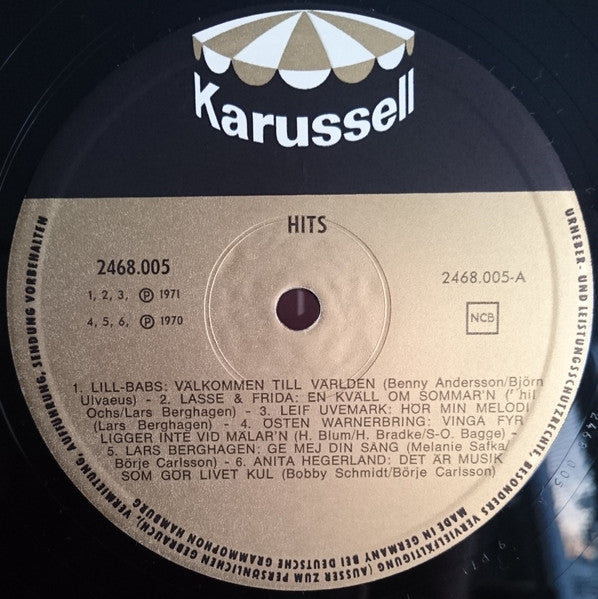 Karussell
HITS
2468.005
2468.005-A
1, 2, 3, Ⓟ 1971
4, 5, 6, Ⓟ 1970
NCB
1. LILL-BABS: VÄLKOMMEN TILL VÄRLDEN (Benny Andersson/Björn
Ulvaeus) - 2. LASSE & FRIDA: EN KVÄLL OM SOMMAR'N (
Ochs/Lars Berghagen) - 3. LEIF UVEMARK: HÖR MIN MELODI
(Lars Berghagen) - 4. ÖSTEN WARNERBRING: VINGA FYR
LIGGER INTE VID MÄLAR'N (H. Blum/H. Bradke/S-O. Bagge) -
5. LARS BERGHAGEN: GE MEJ DIN SÅNG (Melanie Safka/
Börje Carlsson) - 6. ANITA HEGERLAND: DET ÄR MUSIK
SOM GÖR LIVET KUL (Bobby Schmidt/Börje Carlsson)
URHEBER- UND LEISTUNGSSCHUTZRECHTE, BESONDERS VERVIELFÄLTIGUNG (AUSSER ZUM PERSÖNLICHEN GEBRAUCH), VERMIETUNG, AUFFÜHRUNG, SENDUNG VORBEHALTEN
MADE IN GERMANY BEI DEUTSCHE GRAMMOPHON HAMBURG
2468 005